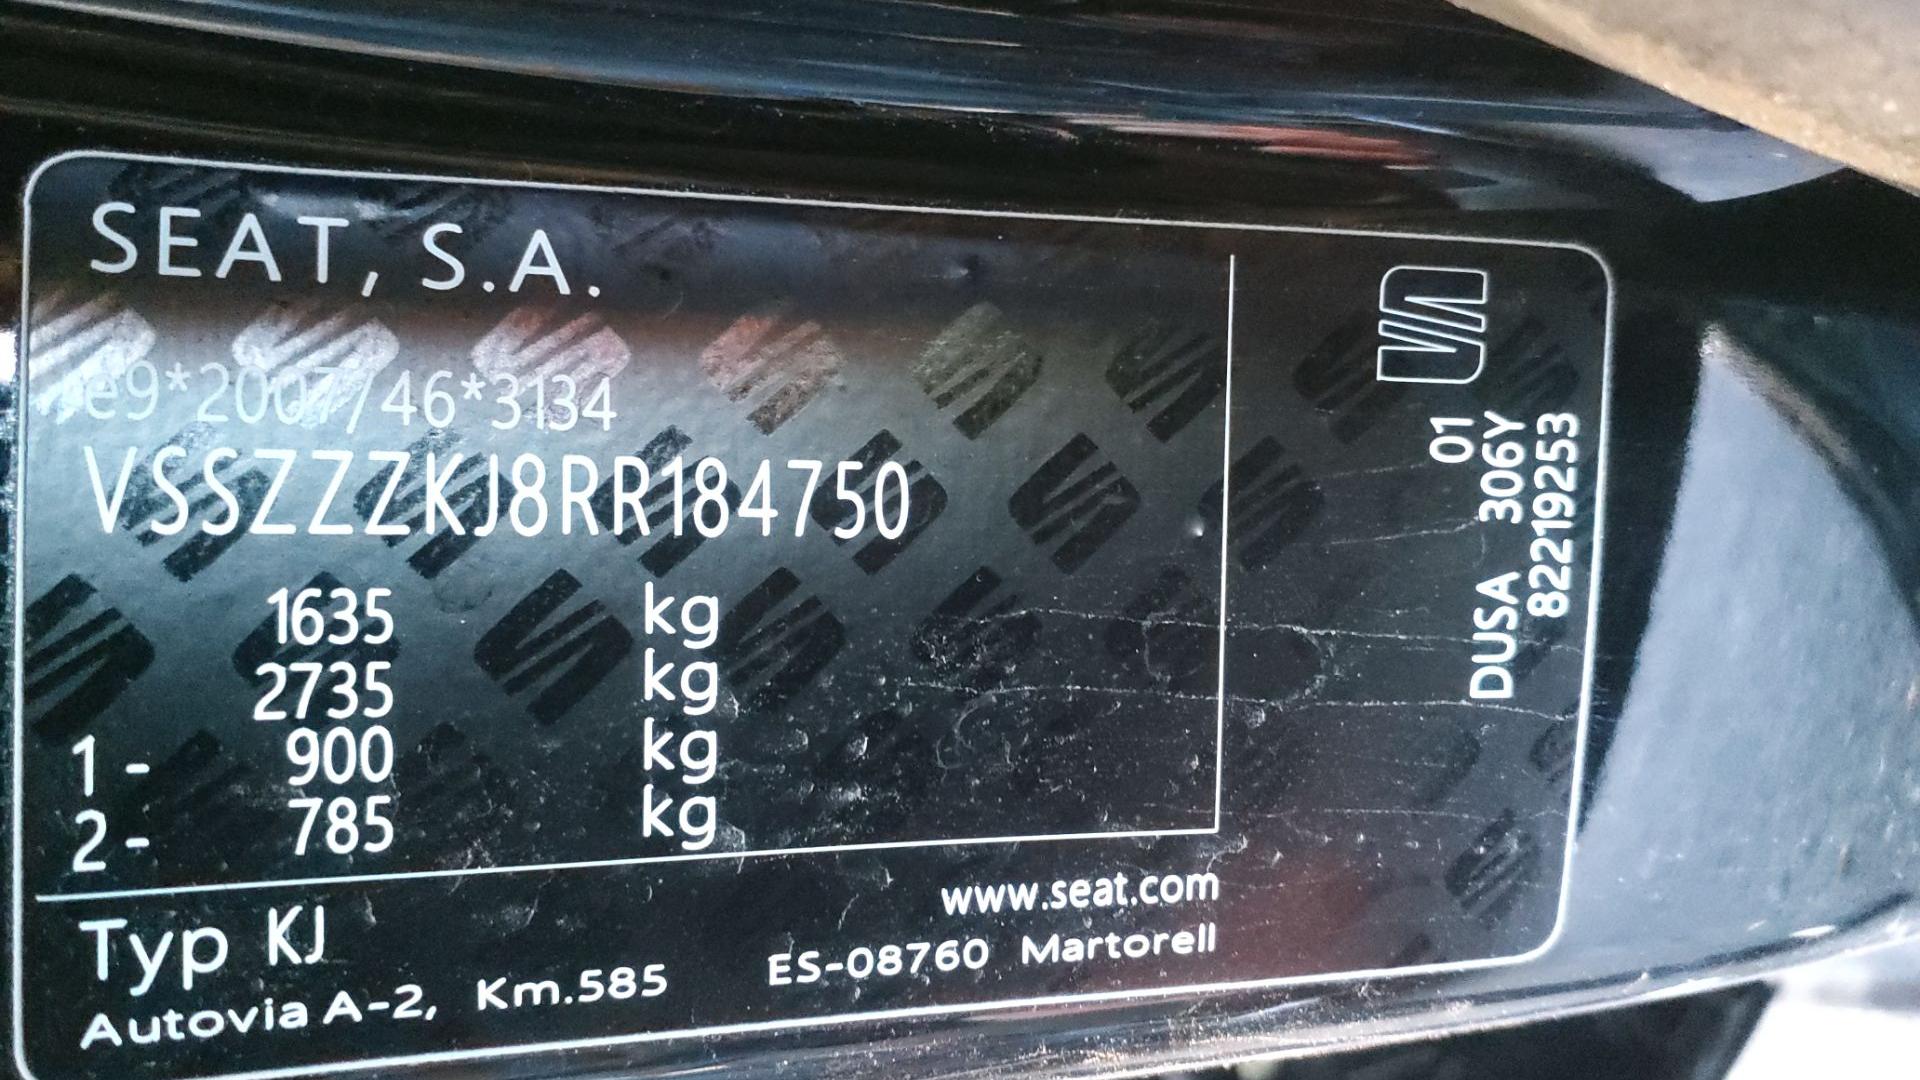 SEAT, S.A.
e9*2007/46*3134
VSSZZZKJ8RR184750
1635 kg
2735 kg
1 - 900 kg
2 - 785 kg
Typ KJ
www.seat.com
Autovia A-2, Km.585 ES-08760 Martorell
01
DUSA 306Y
82219253